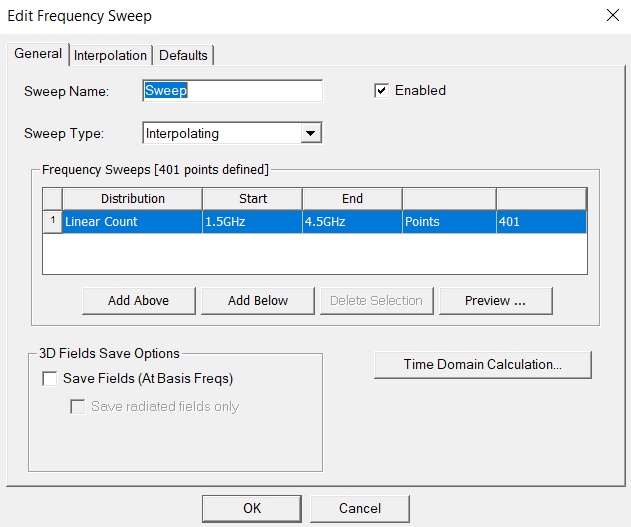 Edit Frequency Sweep
General Interpolation Defaults
Sweep Name: Sweep Enabled
Sweep Type: Interpolating
Frequency Sweeps [401 points defined]
Distribution Start End
1 Linear Count 1.5GHz 4.5GHz Points 401
Add Above Add Below Delete Selection Preview ...
3D Fields Save Options
Save Fields (At Basis Freqs) Time Domain Calculation...
Save radiated fields only
OK Cancel